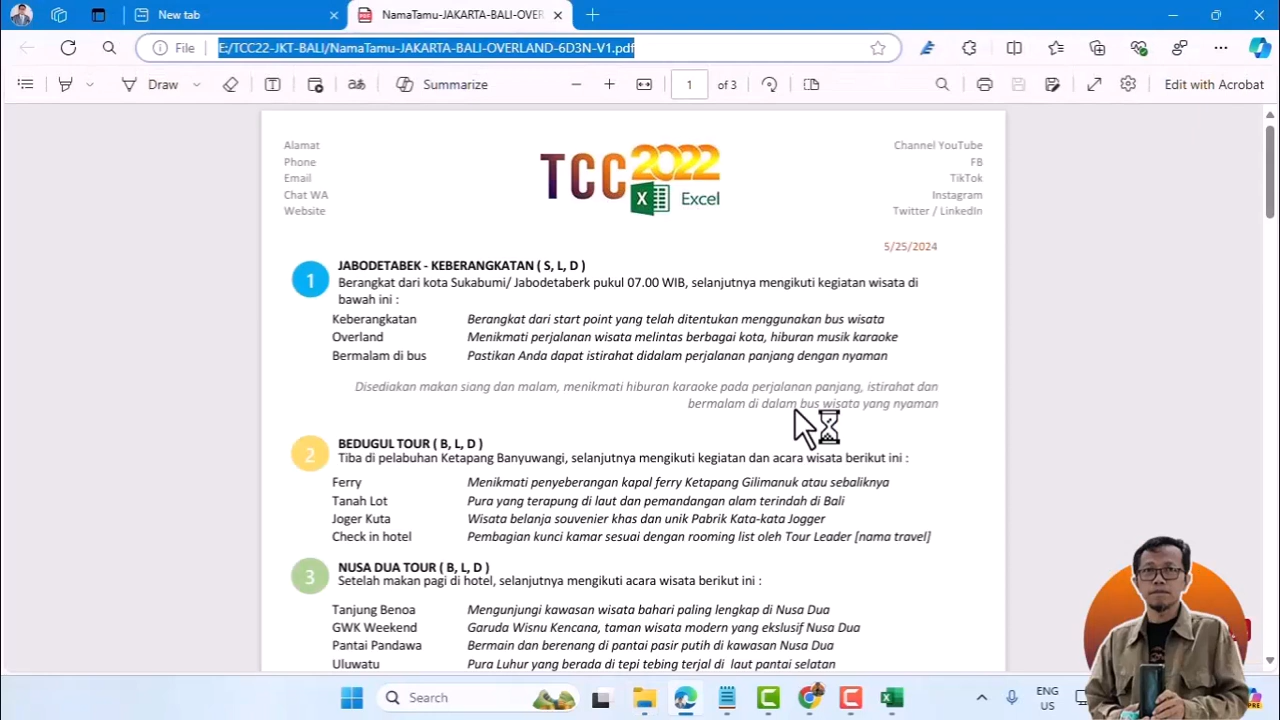 New tab
NamaTamu-JAKARTA-BALI-OVER
File
E:/TCC22-JKT-BALI/NamaTamu-JAKARTA-BALI-OVERLAND-6D3N-V1.pdf
Draw
Summarize
1 of 3
Edit with Acrobat
Alamat
Phone
Email
Chat WA
Website
TCC 2022
Excel
Channel YouTube
FB
TikTok
Instagram
Twitter / LinkedIn
5/25/2024
1 JABODETABEK - KEBERANGKATAN ( S, L, D )
Berangkat dari kota Sukabumi/ Jabodetaberk pukul 07.00 WIB, selanjutnya mengikuti kegiatan wisata di
bawah ini :
Keberangkatan Berangkat dari start point yang telah ditentukan menggunakan bus wisata
Overland Menikmati perjalanan wisata melintas berbagai kota, hiburan musik karaoke
Bermalam di bus Pastikan Anda dapat istirahat didalam perjalanan panjang dengan nyaman
Disediakan makan siang dan malam, menikmati hiburan karaoke pada perjalanan panjang, istirahat dan
bermalam di dalam bus wisata yang nyaman
2 BEDUGUL TOUR ( B, L, D )
Tiba di pelabuhan Ketapang Banyuwangi, selanjutnya mengikuti kegiatan dan acara wisata berikut ini :
Ferry Menikmati penyeberangan kapal ferry Ketapang Gilimanuk atau sebaliknya
Tanah Lot Pura yang terapung di laut dan pemandangan alam terindah di Bali
Joger Kuta Wisata belanja souvenier khas dan unik Pabrik Kata-kata Jogger
Check in hotel Pembagian kunci kamar sesuai dengan rooming list oleh Tour Leader [nama travel]
3 NUSA DUA TOUR ( B, L, D )
Setelah makan pagi di hotel, selanjutnya mengikuti acara wisata berikut ini :
Tanjung Benoa Mengunjungi kawasan wisata bahari paling lengkap di Nusa Dua
GWK Weekend Garuda Wisnu Kencana, taman wisata modern yang ekslusif Nusa Dua
Pantai Pandawa Bermain dan berenang di pantai pasir putih di kawasan Nusa Dua
Uluwatu Pura Luhur yang berada di tepi tebing terjal di laut pantai selatan
Search
ENG
US